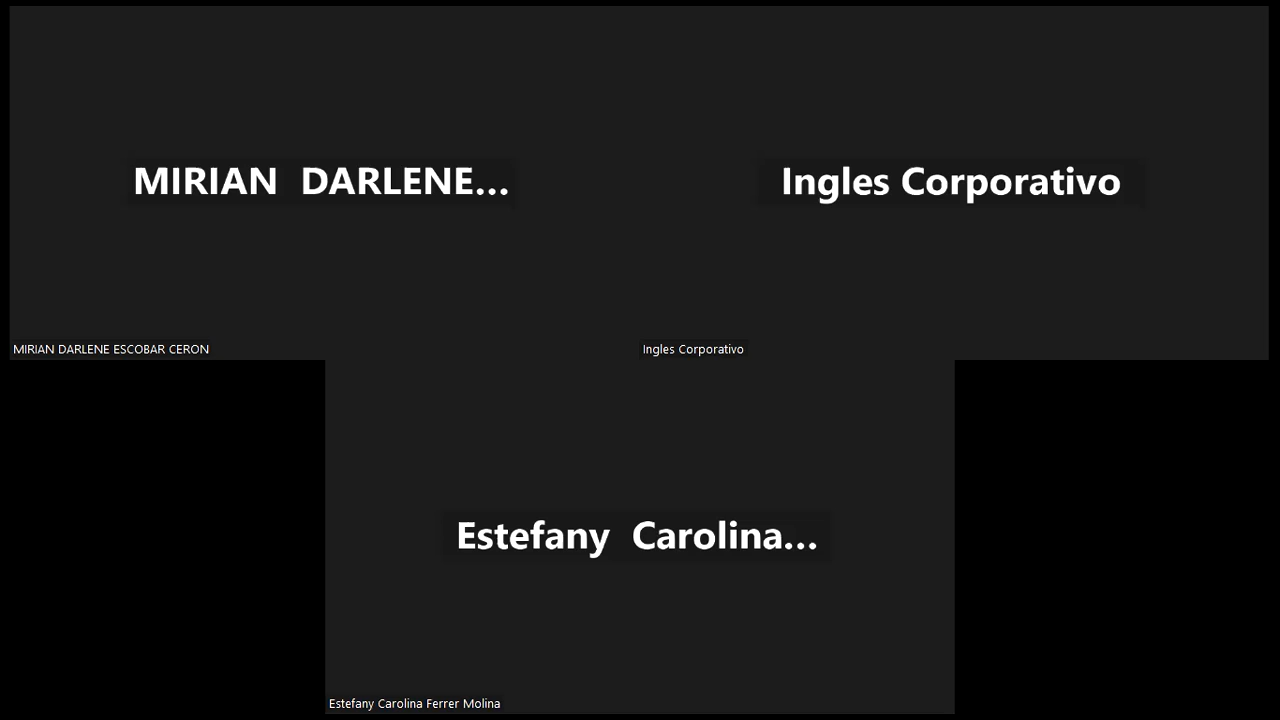 MIRIAN DARLENE...
Ingles Corporativo
MIRIAN DARLENE ESCOBAR CERON
Ingles Corporativo
Estefany Carolina...
Estefany Carolina Ferrer Molina